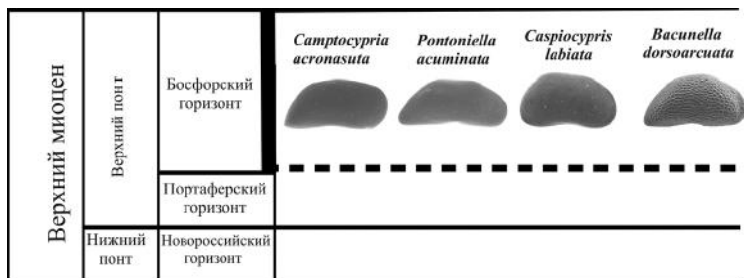 Верхний миоцен
Верхний понт
Нижний
понт
Босфорский
горизонт
Портаферский
горизонт
Новороссийский
горизонт
Camptocypria
acronasuta
Pontoniella
acuminata
Caspiocypris
labiata
Bacunella
dorsoarcuata